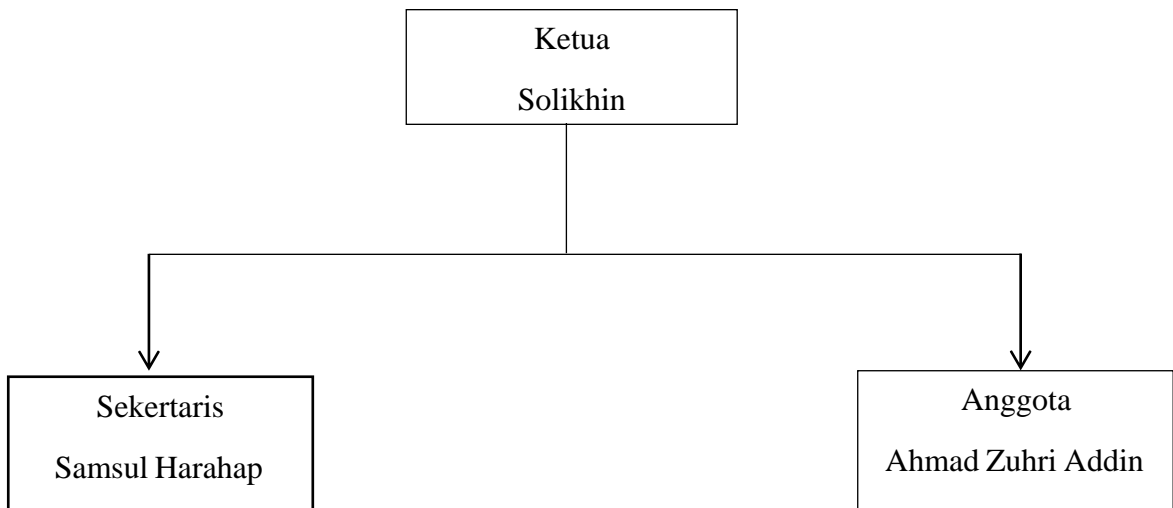 Ketua
Solikhin
Sekertaris
Samsul Harahap
Anggota
Ahmad Zuhri Addin